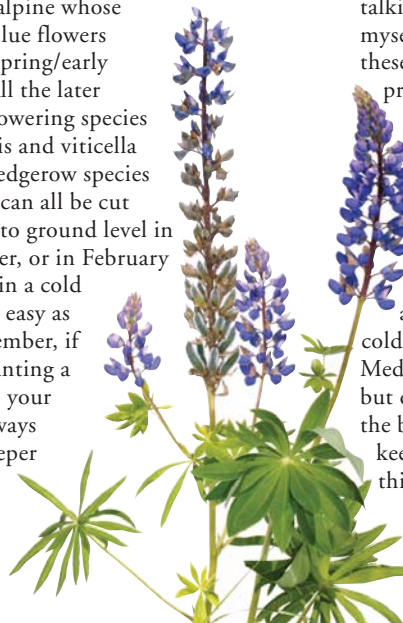 alpine whose
lue flowers
pring/early
ll the later
owering species
is and viticella
edgerow species
can all be cut
to ground level in
er, or in February
in a cold
easy as
ember, if
anting a
your
ways
eper
talki
myse
these
pr
a
cold
Med
but c
the b
kee
thi